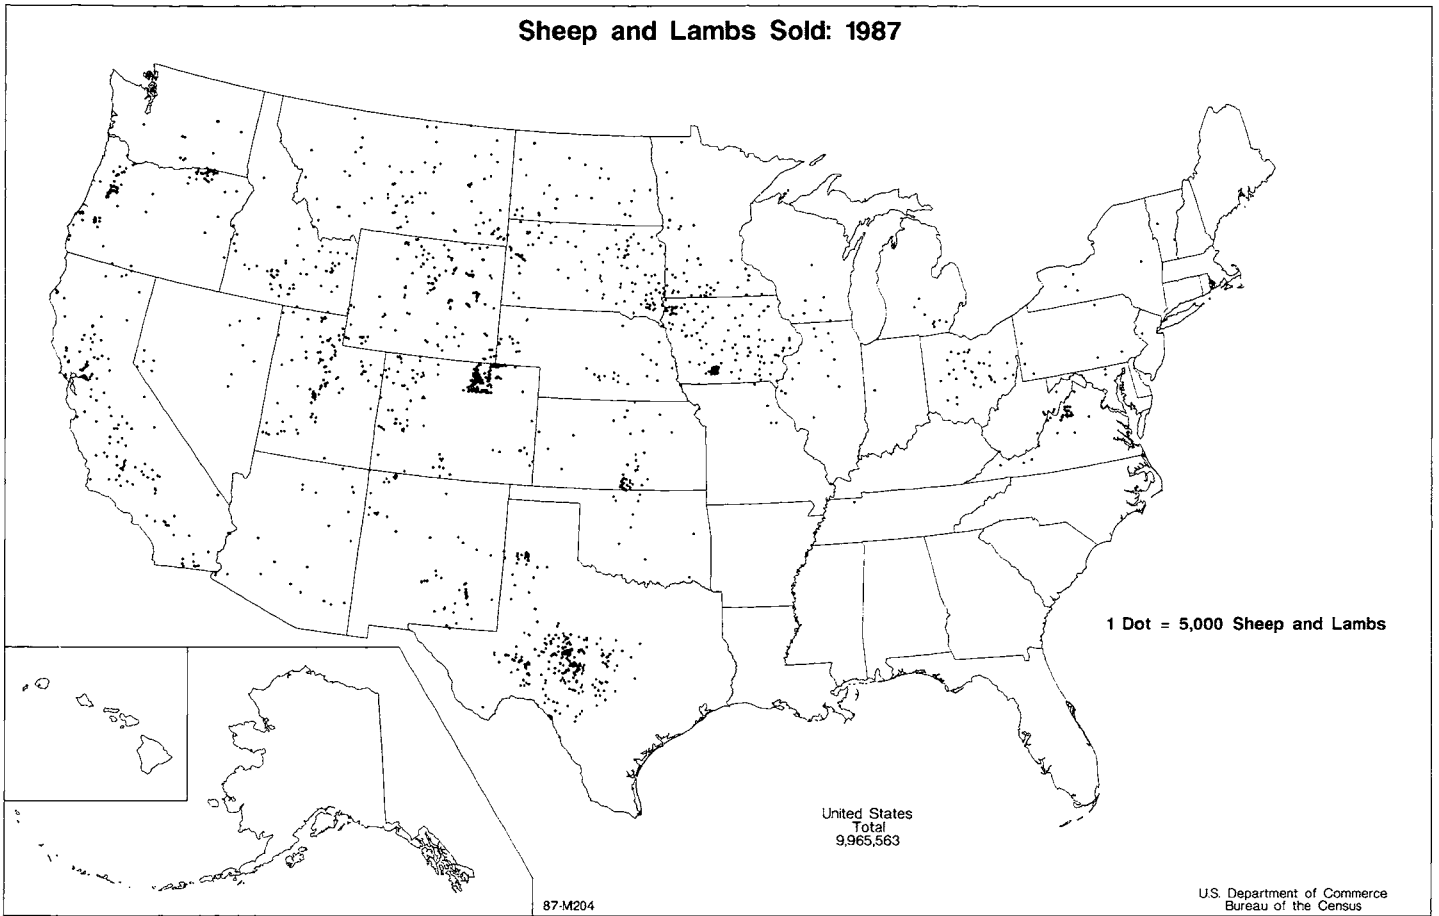 Sheep and Lambs Sold: 1987
1 Dot = 5,000 Sheep and Lambs
United States
Total
9,965,563
87-M204
U.S. Department of Commerce
Bureau of the Census